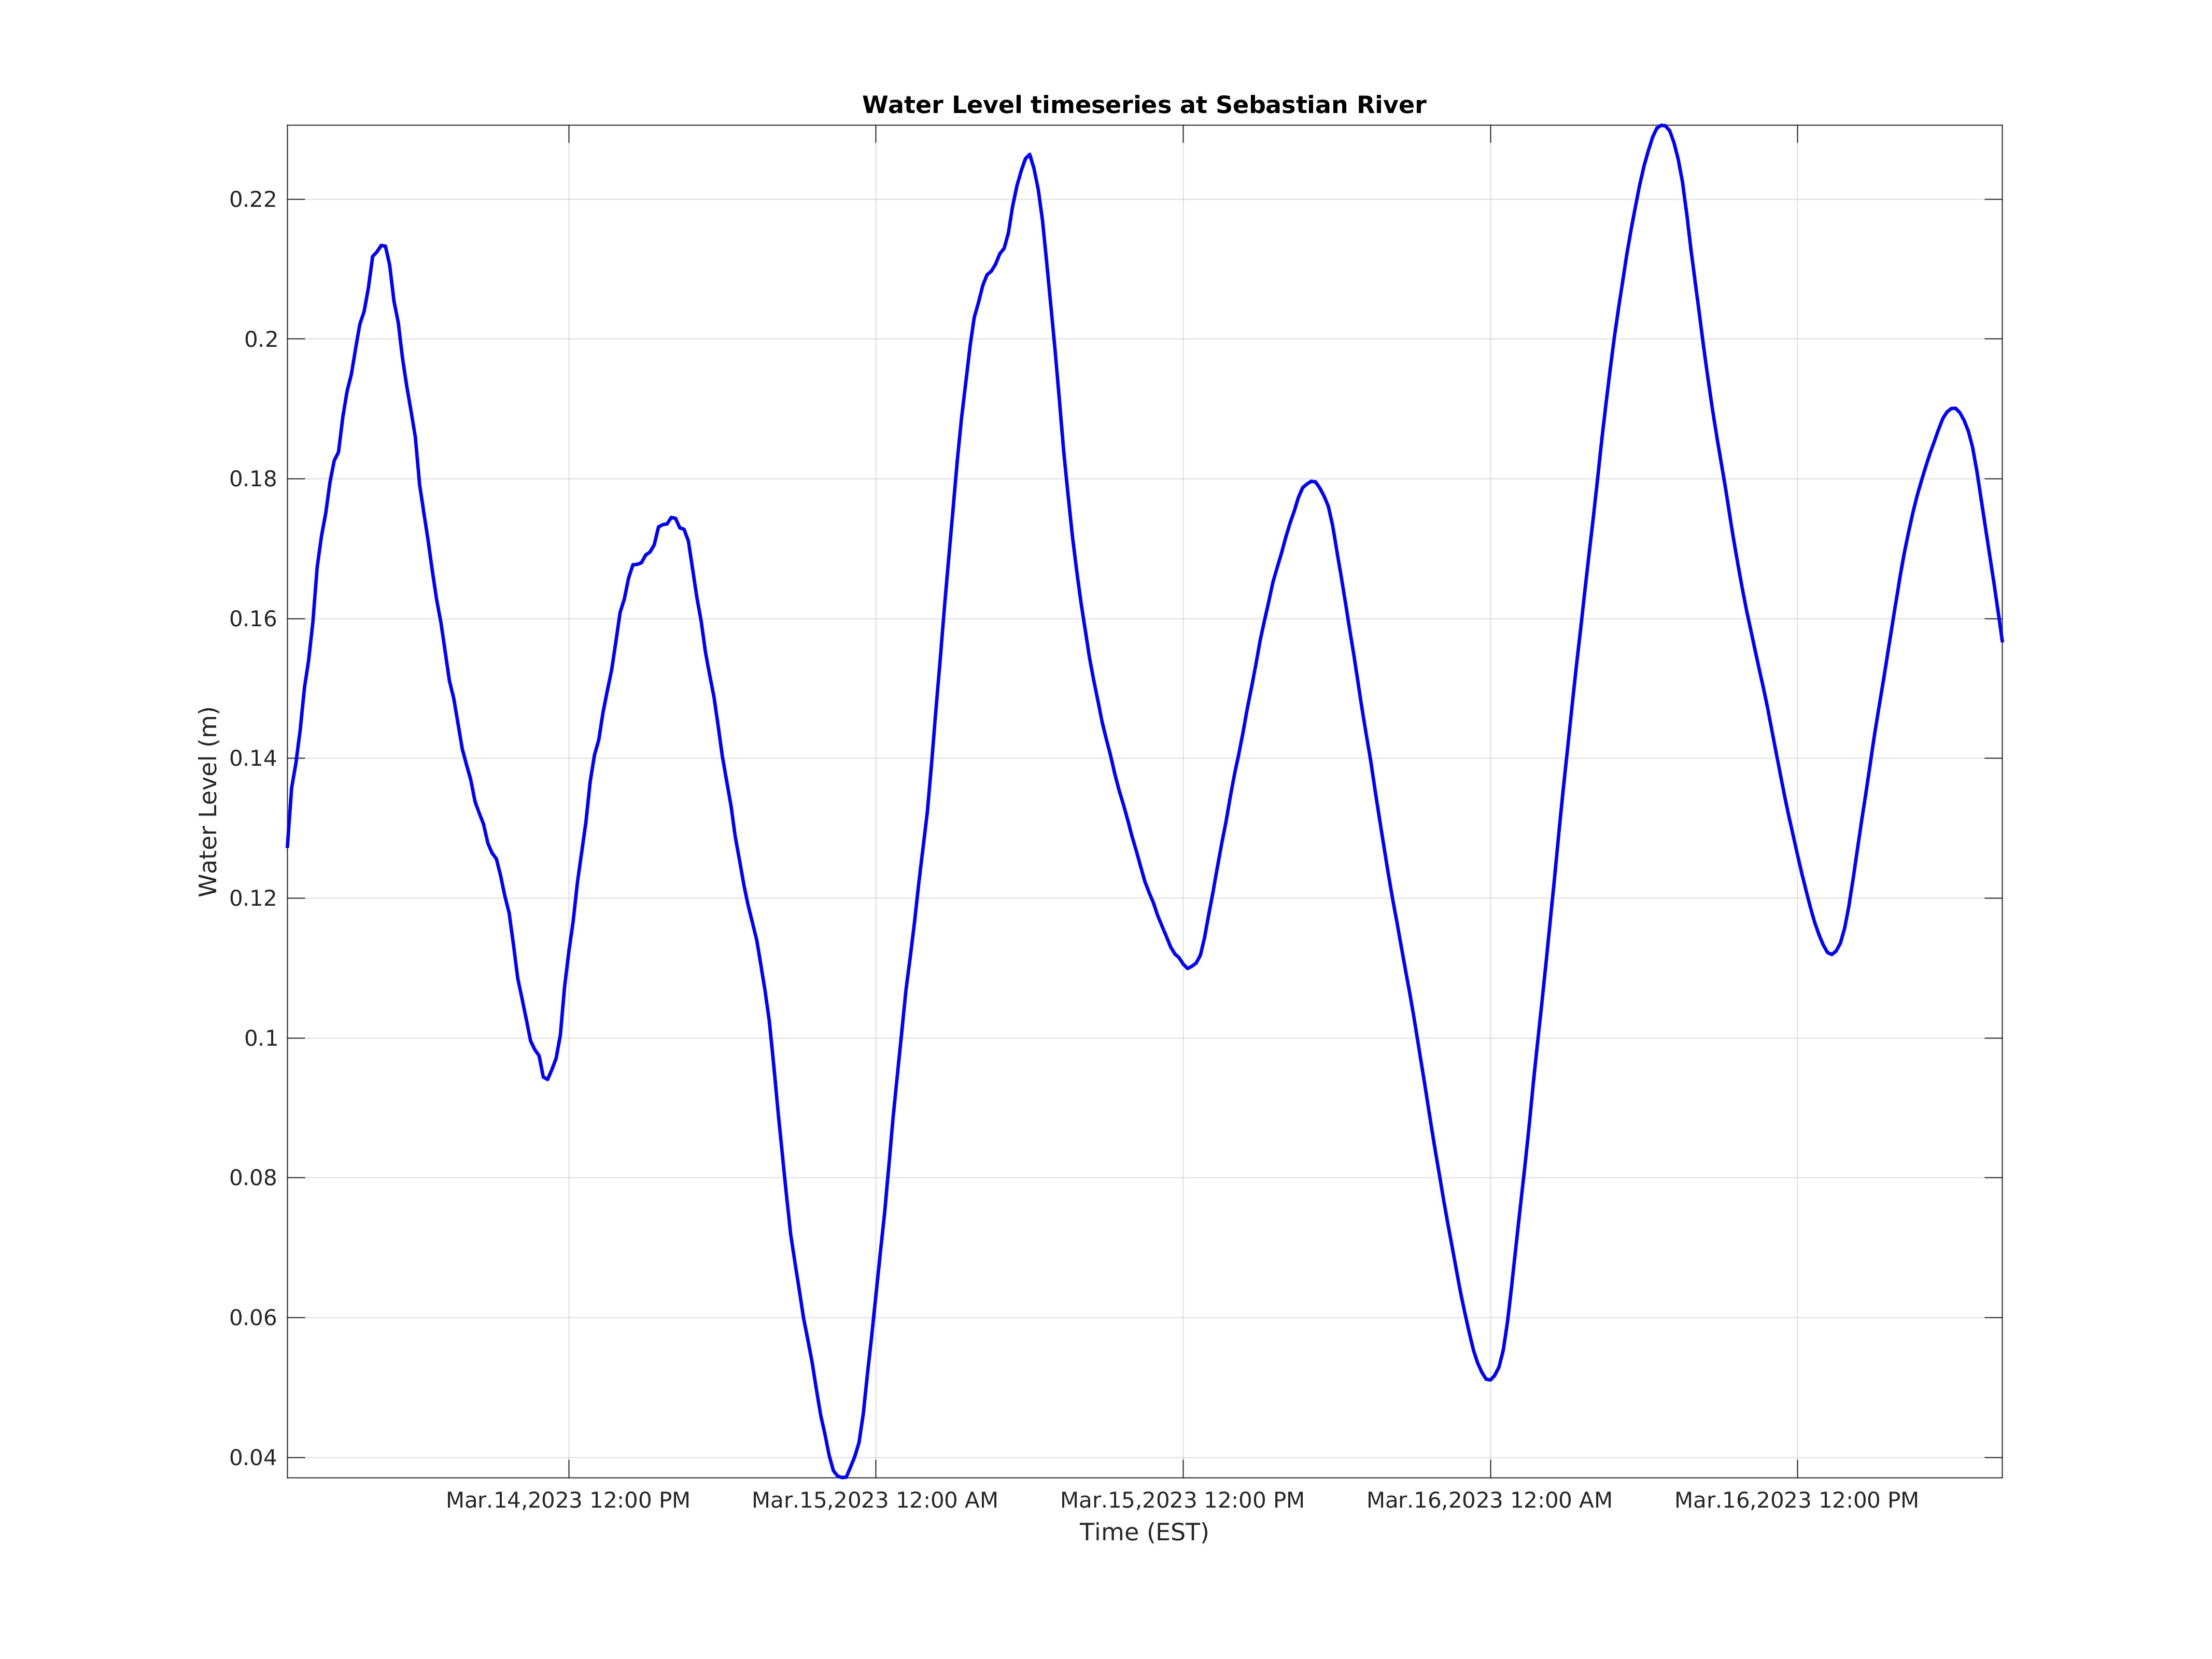 Water Level timeseries at Sebastian River
Water Level (m)
0.22
0.2
0.18
0.16
0.14
0.12
0.1
0.08
0.06
0.04
Mar.14,2023 12:00 PM Mar.15,2023 12:00 AM Mar.15,2023 12:00 PM Mar.16,2023 12:00 AM Mar.16,2023 12:00 PM
Time (EST)